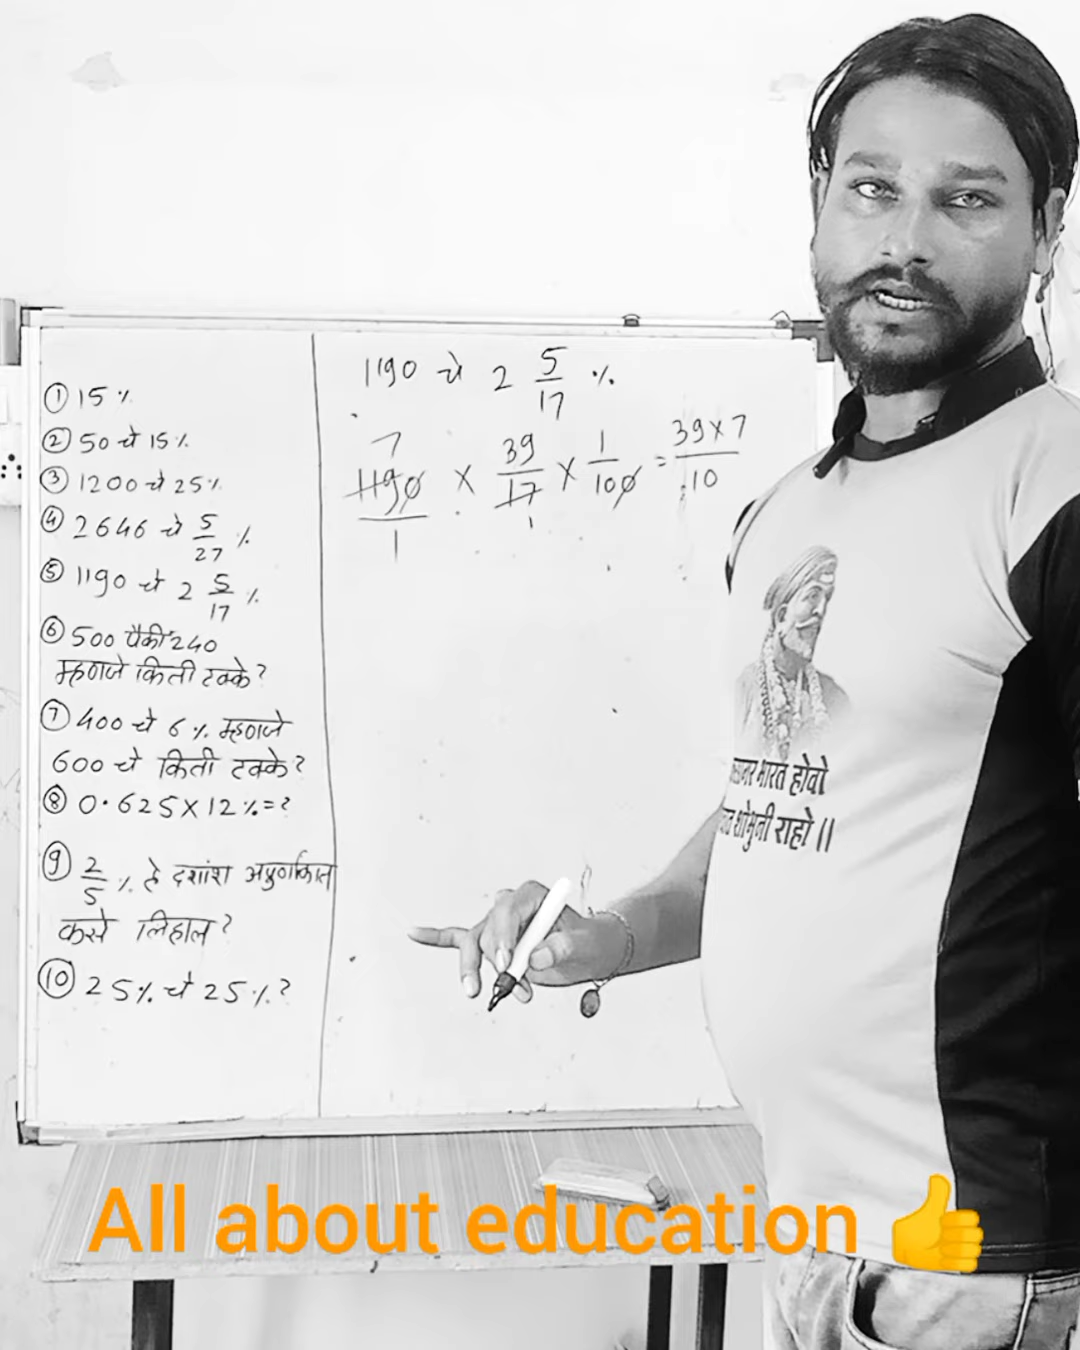 ① 15 %
② 50 चे 15 %
③ 1200 चे 25 %
④ 2646 चे 5/27 %
⑤ 1190 चे 2 5/17 %
⑥ 500 पैकी 240
म्हणजे किती टक्के?
⑦ 400 चे 6 % म्हणजे
600 चे किती टक्के?
⑧ 0.625 X 12 % = ?
⑨ 2/5 % हे दशांश अपुर्णांकात
कसे लिहाल?
⑩ 25% चे 25 %?
1190 चे 2 5/17 %
7
1190/1 X 39/17 X 1/100 = 39 X 7/10
1
भारत होवो
शोभुनी राहो ||
All about education 👍